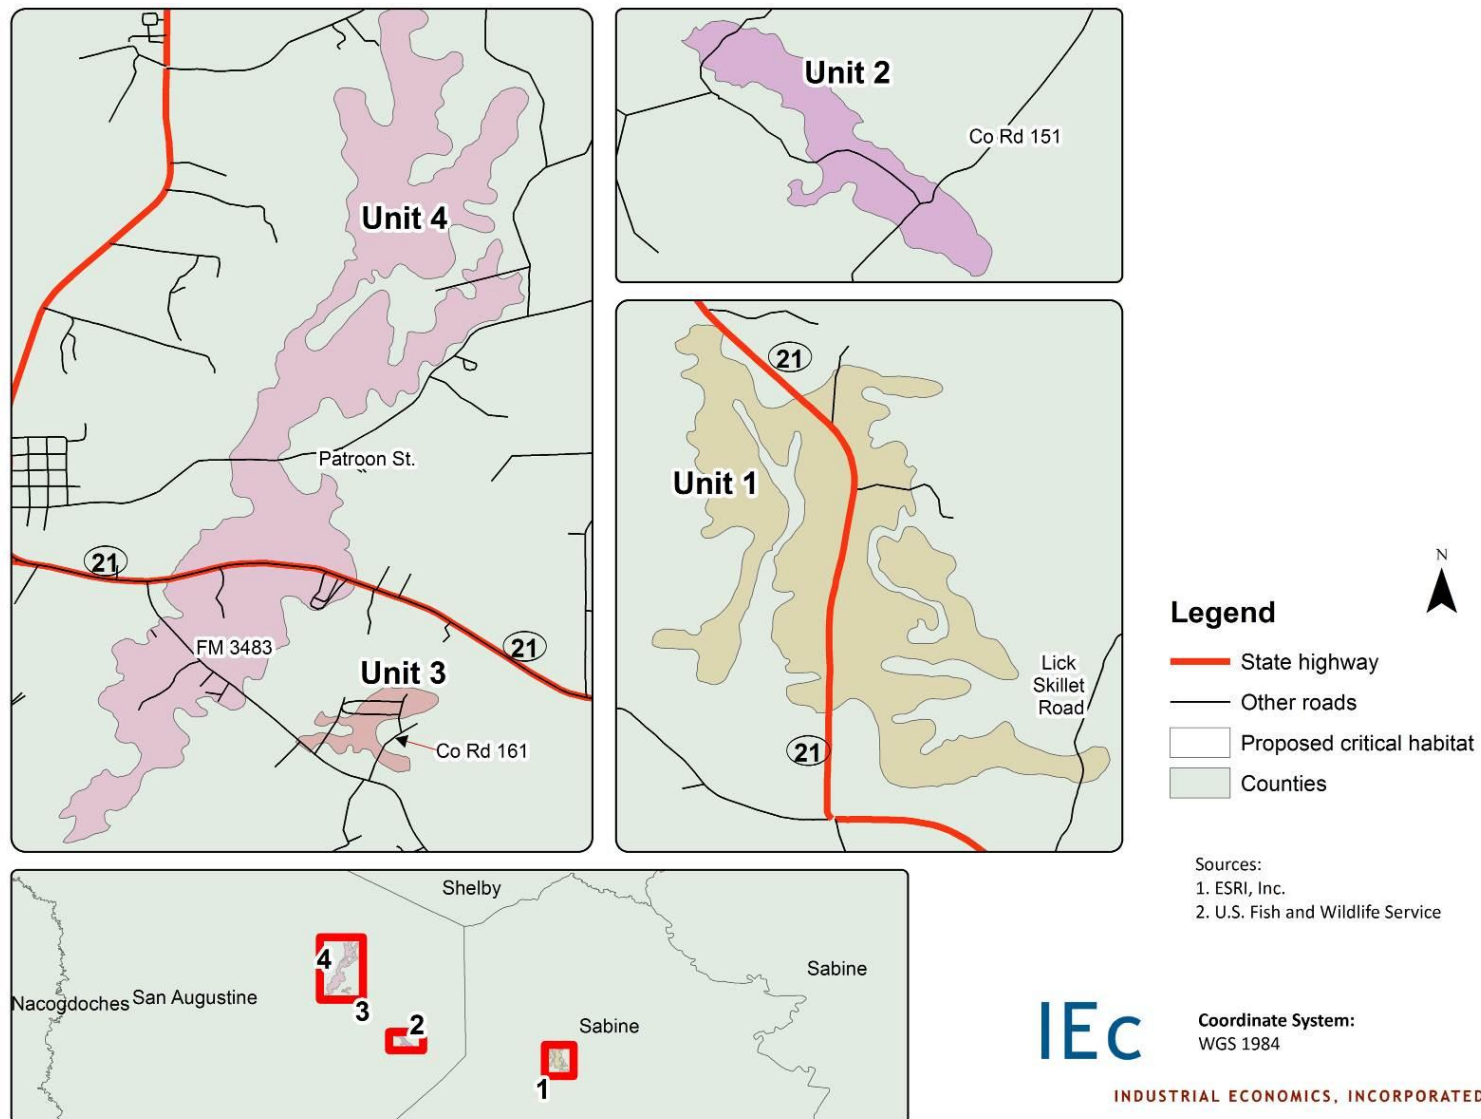 Unit 4
Patroon St.
21
FM 3483
21
Unit 3
Co Rd 161
Unit 2
Co Rd 151
21
Unit 1
Lick
Skillet
Road
21
N
Legend
State highway
Other roads
Proposed critical habitat
Counties
Sources:
1. ESRI, Inc.
2. U.S. Fish and Wildlife Service
Shelby
4
Sabine
Nacogdoches
San Augustine
3
2
Sabine
1
IEc
Coordinate System:
WGS 1984
INDUSTRIAL ECONOMICS, INCORPORATED